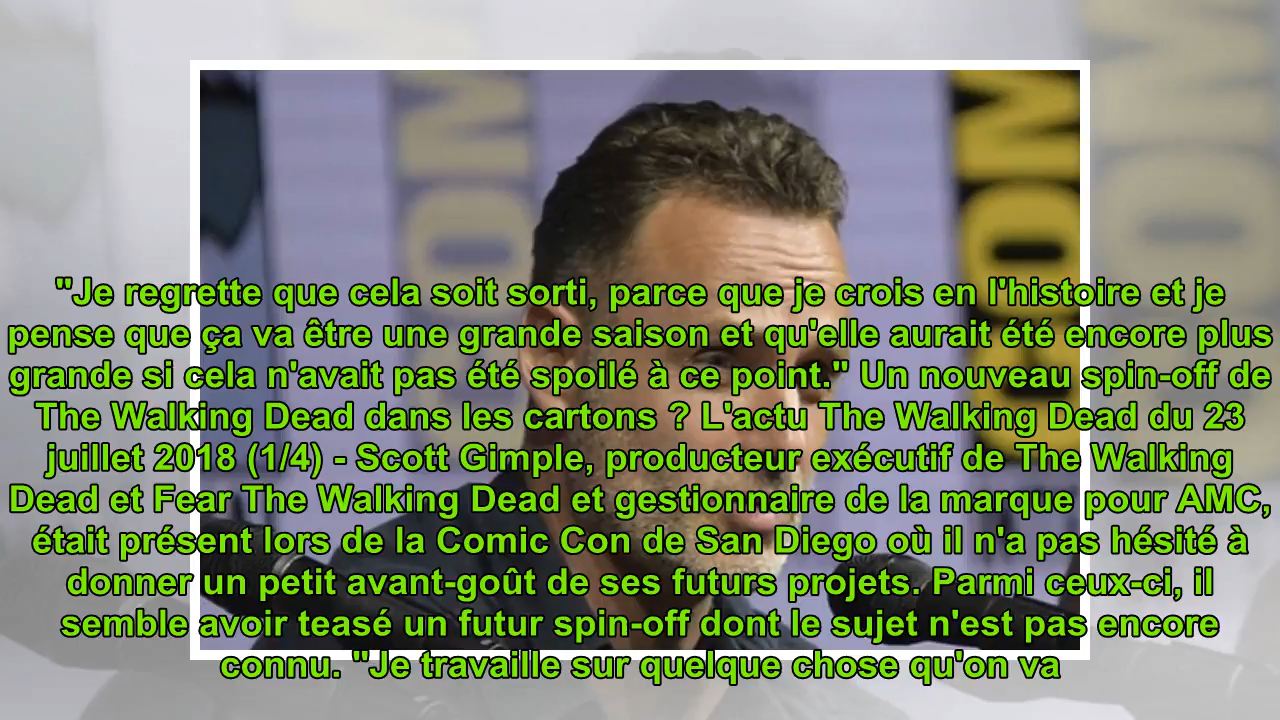 "Je regrette que cela soit sorti, parce que je crois en l'histoire et je
pense que ça va être une grande saison et qu'elle aurait été encore plus
grande si cela n'avait pas été spoilé à ce point." Un nouveau spin-off de
The Walking Dead dans les cartons ? L'actu The Walking Dead du 23
juillet 2018 (1/4) - Scott Gimple, producteur exécutif de The Walking
Dead et Fear The Walking Dead et gestionnaire de la marque pour AMC,
était présent lors de la Comic Con de San Diego où il n'a pas hésité à
donner un petit avant-goût de ses futurs projets. Parmi ceux-ci, il
semble avoir teasé un futur spin-off dont le sujet n'est pas encore
connu. "Je travaille sur quelque chose qu'on va